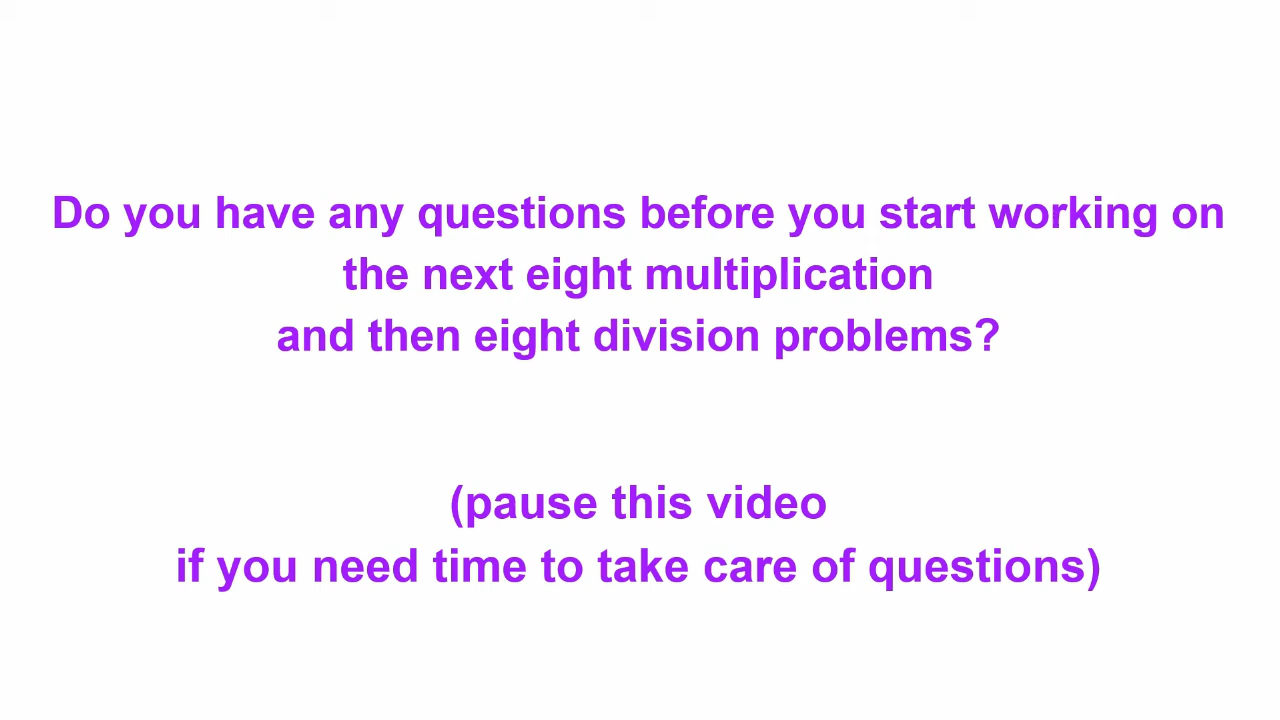 Do you have any questions before you start working on
the next eight multiplication
and then eight division problems?
(pause this video
if you need time to take care of questions)